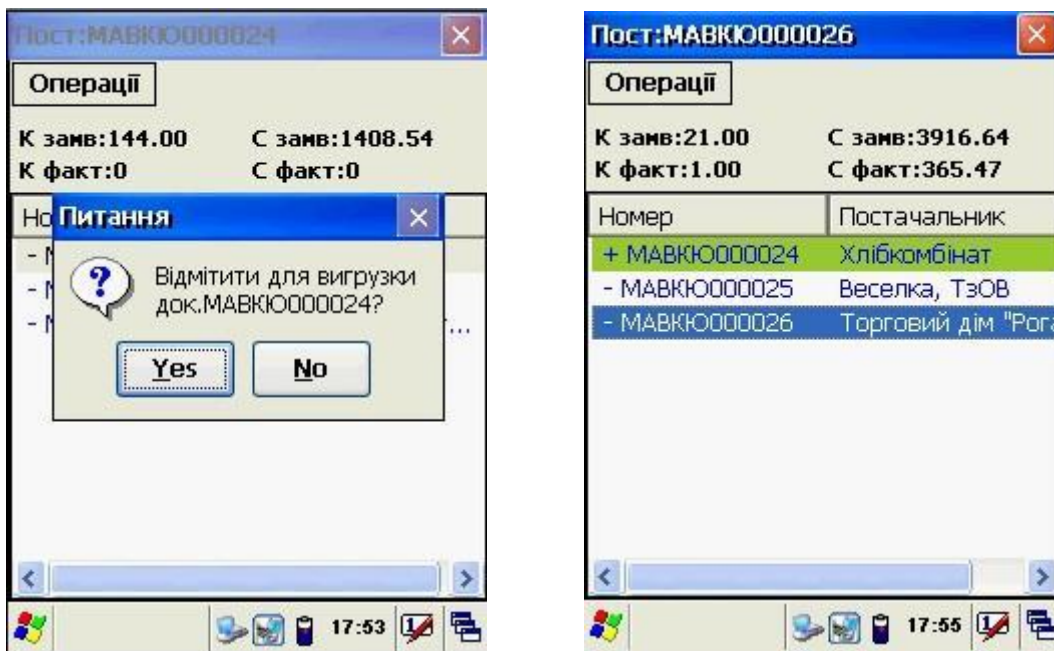 Пост:МАВКЮ000024
Операції
К замв:144.00 С замв:1408.54
К факт:0 С факт:0
Но
Питання
Відмітити для вигрузки
док.МАВКЮ000024?
Yes No
17:53
Пост:МАВКЮ000026
Операції
К замв:21.00 С замв:3916.64
К факт:1.00 С факт:365.47
Номер Постачальник
+ МАВКЮ000024 Хлібкомбінат
- МАВКЮ000025 Веселка, ТзОВ
- МАВКЮ000026 Торговий дім "Рога
17:55